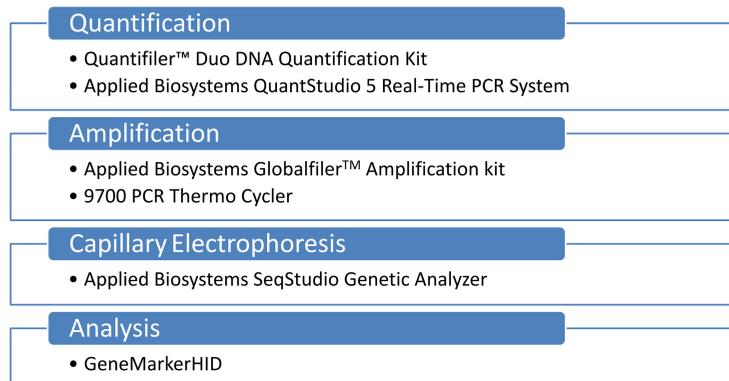 Quantification
• Quantifiler™ Duo DNA Quantification Kit
• Applied Biosystems QuantStudio 5 Real-Time PCR System
Amplification
• Applied Biosystems Globalfiler™ Amplification kit
• 9700 PCR Thermo Cycler
Capillary Electrophoresis
• Applied Biosystems SeqStudio Genetic Analyzer
Analysis
• GeneMarkerHID